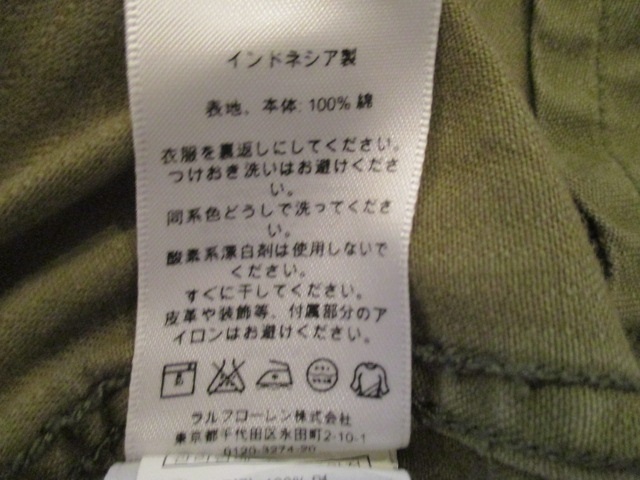 インドネシア製
表地、本体: 100% 綿
衣服を裏返しにしてください。
つけおき洗いはお避けくださ
い。
同系色どうしで洗ってくださ
い。
酸素系漂白剤は使用しないで
ください。
すぐに干してください。
皮革や装飾等、付属部分のア
イロンはお避けください。
ラルフローレン株式会社
東京都千代田区永田町2-10-1
0120-3274-20